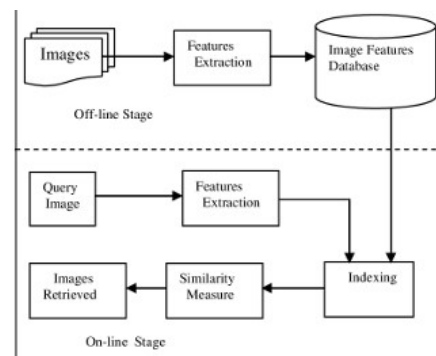 Images
Features
Extraction
Image Features
Database
Off-line Stage
Query
Image
Features
Extraction
Images
Retrieved
Similarity
Measure
Indexing
On-line Stage